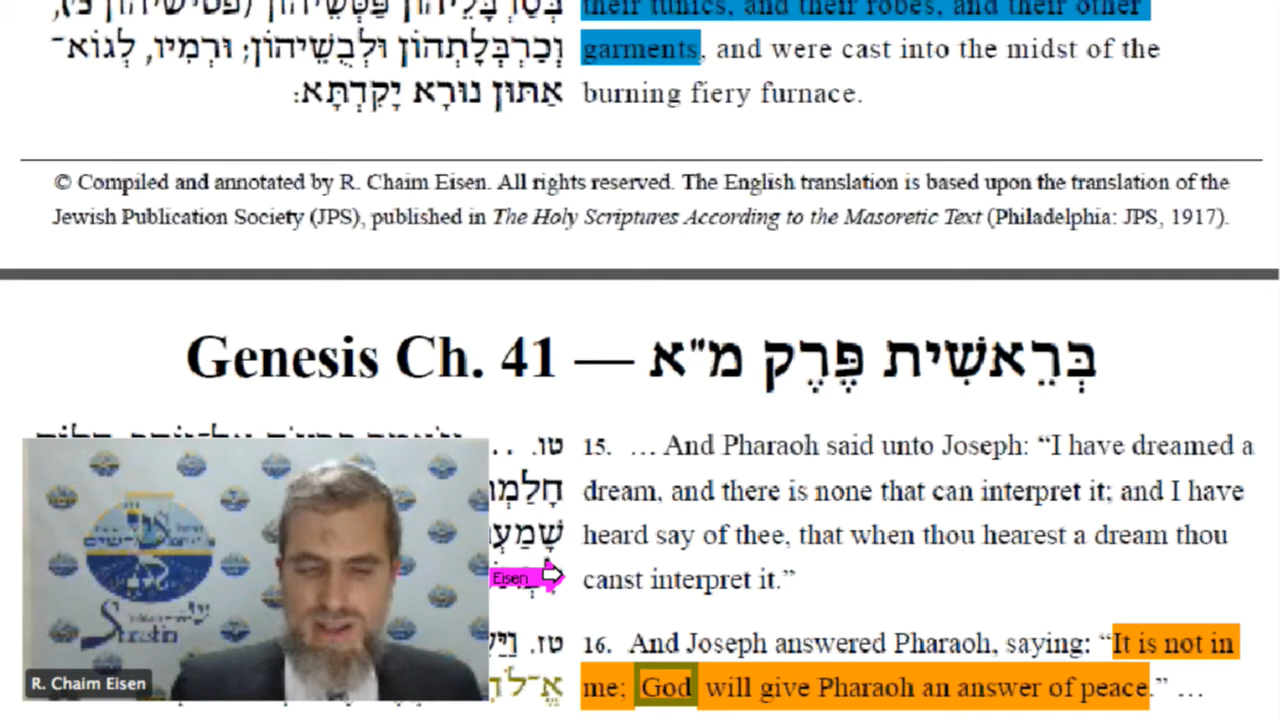 their tunics, and their robes, and their other
וְכַרְבְּלָתְהוֹן וּלְבֻשֵׁיהוֹן; וּרְמִיו, לְגוֹא־
garments, and were cast into the midst of the
אַתּוּן נוּרָא יָקִדְתָּא:
burning fiery furnace.
© Compiled and annotated by R. Chaim Eisen. All rights reserved. The English translation is based upon the translation of the
Jewish Publication Society (JPS), published in The Holy Scriptures According to the Masoretic Text (Philadelphia: JPS, 1917).
Genesis Ch. 41 — בְּרֵאשִׁית פֶּרֶק מ"א
טו. . .
15. … And Pharaoh said unto Joseph: “I have dreamed a
dream, and there is none that can interpret it; and I have
heard say of thee, that when thou hearest a dream thou
Eisen
canst interpret it.”
טז.
16. And Joseph answered Pharaoh, saying: “It is not in
me; God will give Pharaoh an answer of peace.” …
R. Chaim Eisen